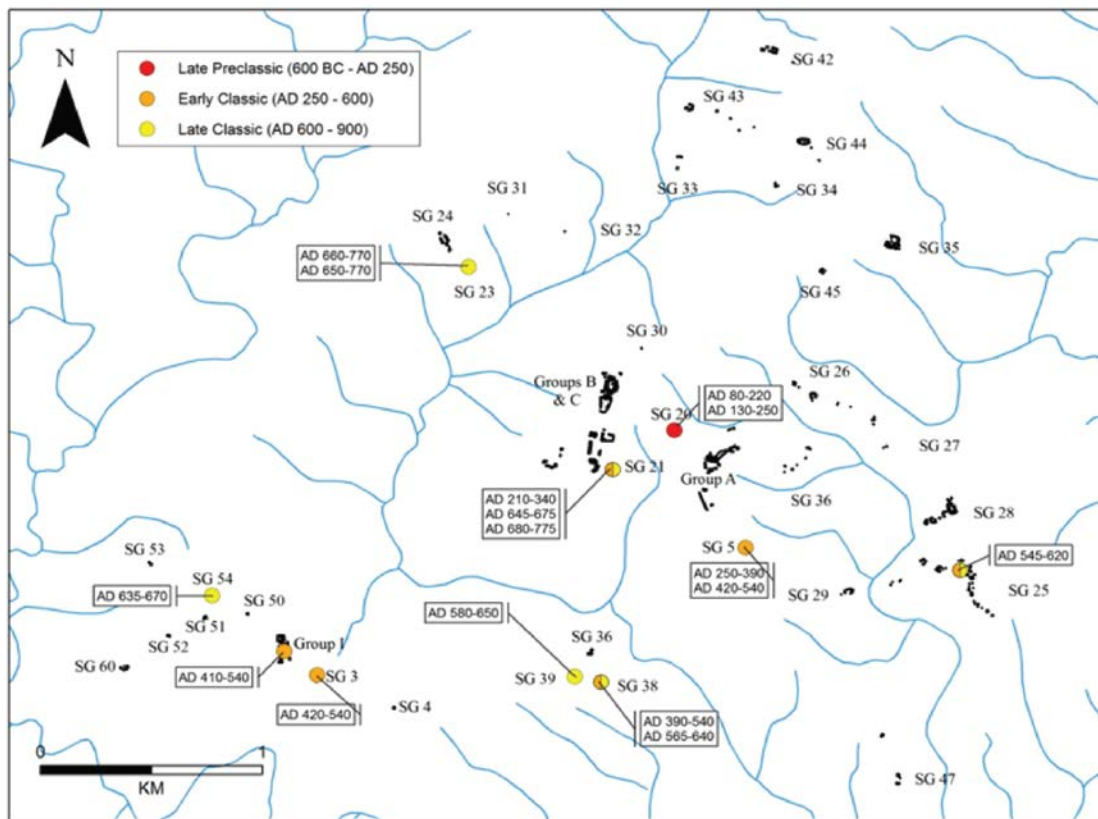 N
Late Preclassic (600 BC - AD 250)
Early Classic (AD 250 - 600)
Late Classic (AD 600 - 900)
SG 42
SG 43
SG 44
SG 33
SG 34
SG 31
SG 24
SG 32
SG 35
AD 660-770
AD 650-770
SG 23
SG 45
SG 30
SG 26
Groups B
& C
AD 80-220
AD 130-250
SG 20
SG 27
SG 21
Group A
SG 36
AD 210-340
AD 645-675
AD 680-775
SG 28
SG 5
AD 545-620
SG 53
AD 250-390
AD 420-540
SG 29
SG 25
SG 54
AD 635-670
SG 50
AD 580-650
SG 51
SG 52
Group I
SG 36
SG 60
AD 410-540
SG 3
SG 39
SG 38
AD 420-540
SG 4
AD 390-540
AD 565-640
0
1
KM
SG 47